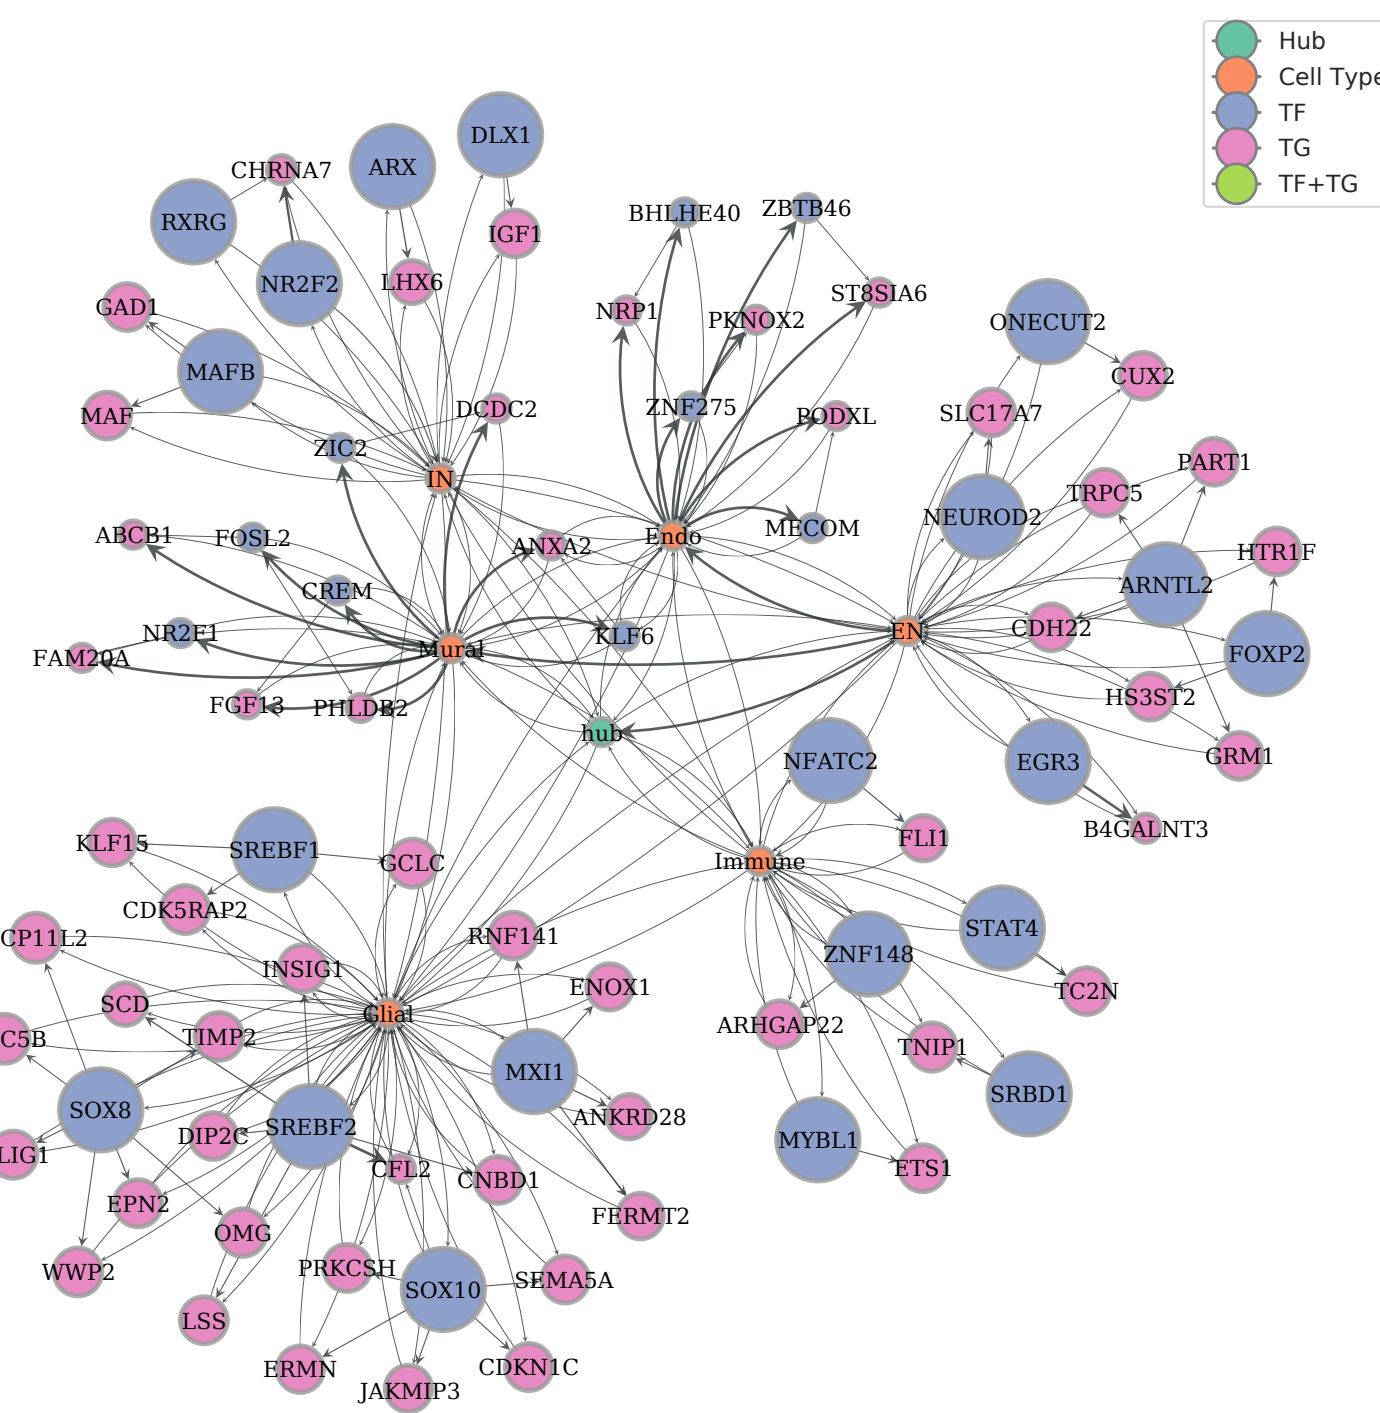 Hub
Cell Type
TF
TG
TF+TG
DLX1
ARX
CHRNA7
RXRG
IGF1
NR2F2
LHX6
GAD1
MAFB
MAF
DCDC2
ZIC2
IN
BHLHE40
ZBTB46
NRP1
PKNOX2
ST8SIA6
ZNF275
PODXL
MECOM
Endo
ONECUT2
CUX2
SLC17A7
PART1
TRPC5
NEUROD2
HTR1F
ARNTL2
EN
CDH22
FOXP2
HS3ST2
GRM1
EGR3
B4GALNT3
ABCB1
FOSL2
ANXA2
CREM
NR2F1
KLF6
Mural
FAM20A
FGF13
PHLDB2
hub
NFATC2
FLI1
Immune
STAT4
ZNF148
TC2N
ARHGAP22
TNIP1
SRBD1
MYBL1
ETS1
KLF15
SREBF1
GCLC
CDK5RAP2
CP11L2
RNF141
INSIG1
ENOX1
SCD
Glial
C5B
TIMP2
MXI1
SOX8
SREBF2
ANKRD28
DIP2C
LIG1
CFL2
CNBD1
EPN2
FERMT2
OMG
WWP2
PRKCSH
SOX10
SEMA5A
LSS
ERMN
CDKN1C
JAKMIP3